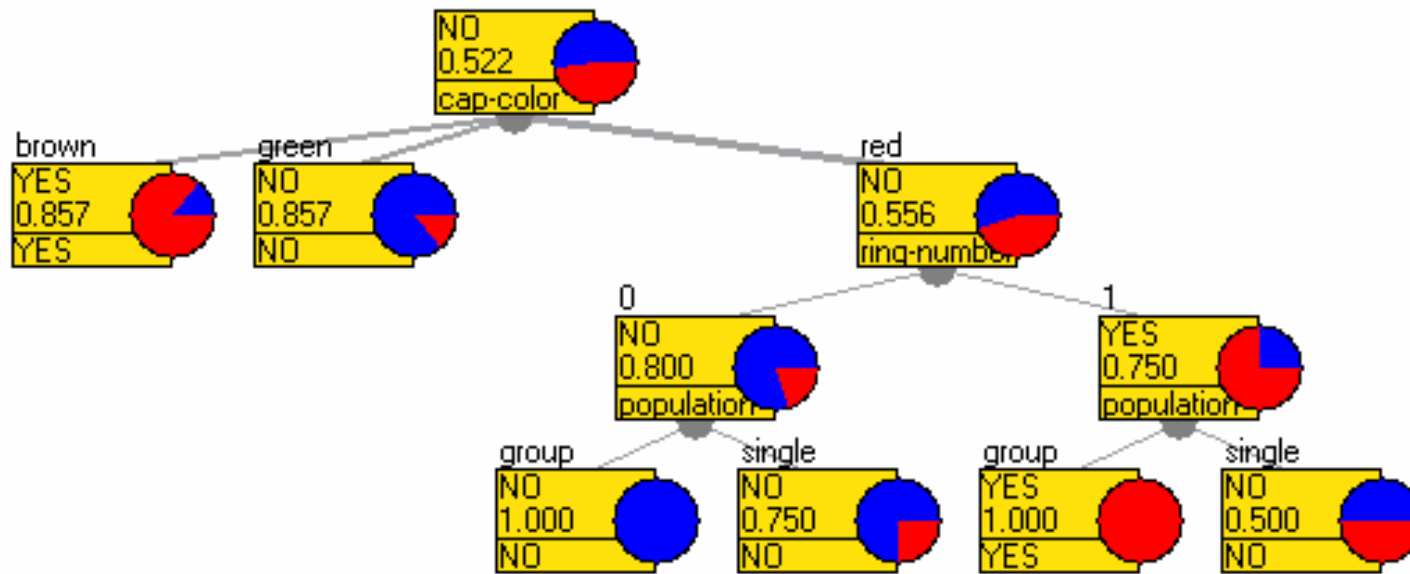 NO
0.522
cap-color
brown
YES
0.857
YES
green
NO
0.857
NO
red
NO
0.556
ring-number
0
NO
0.800
population
1
YES
0.750
population
group
NO
1.000
NO
single
NO
0.750
NO
group
YES
1.000
YES
single
NO
0.500
NO